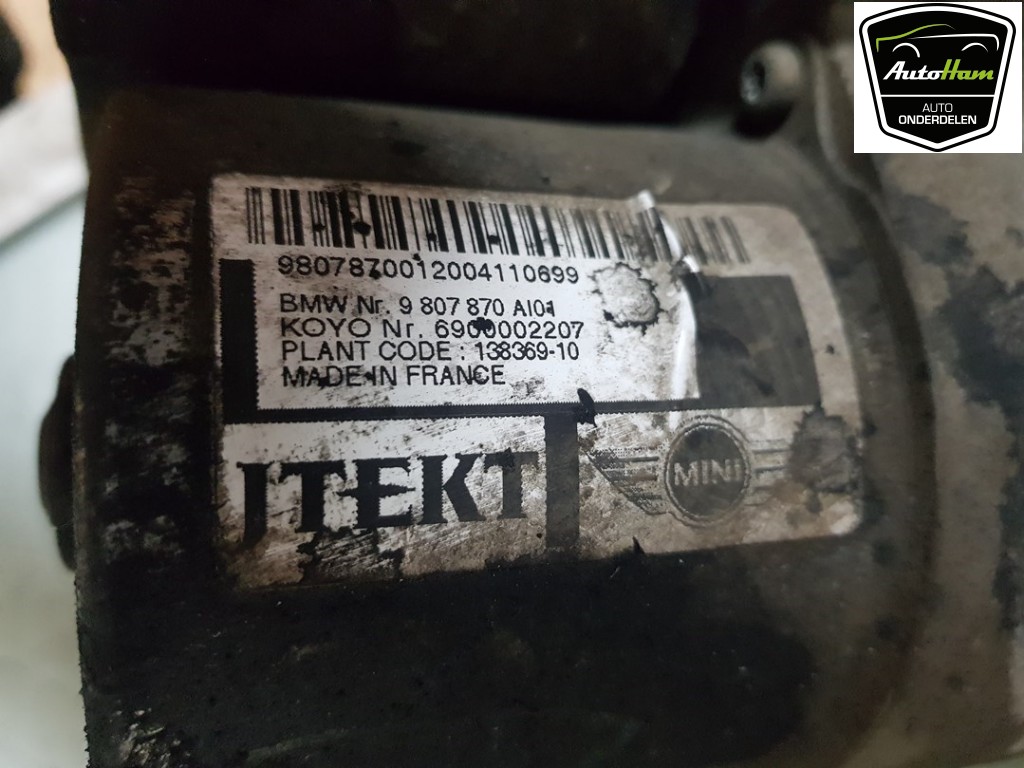 AutoHam
AUTO
ONDERDELEN
9807870012004110699
BMW Nr. 9 807 870 AI01
KOYO Nr. 6900002207
PLANT CODE : 138369-10
MADE IN FRANCE
JTEKT
MINI